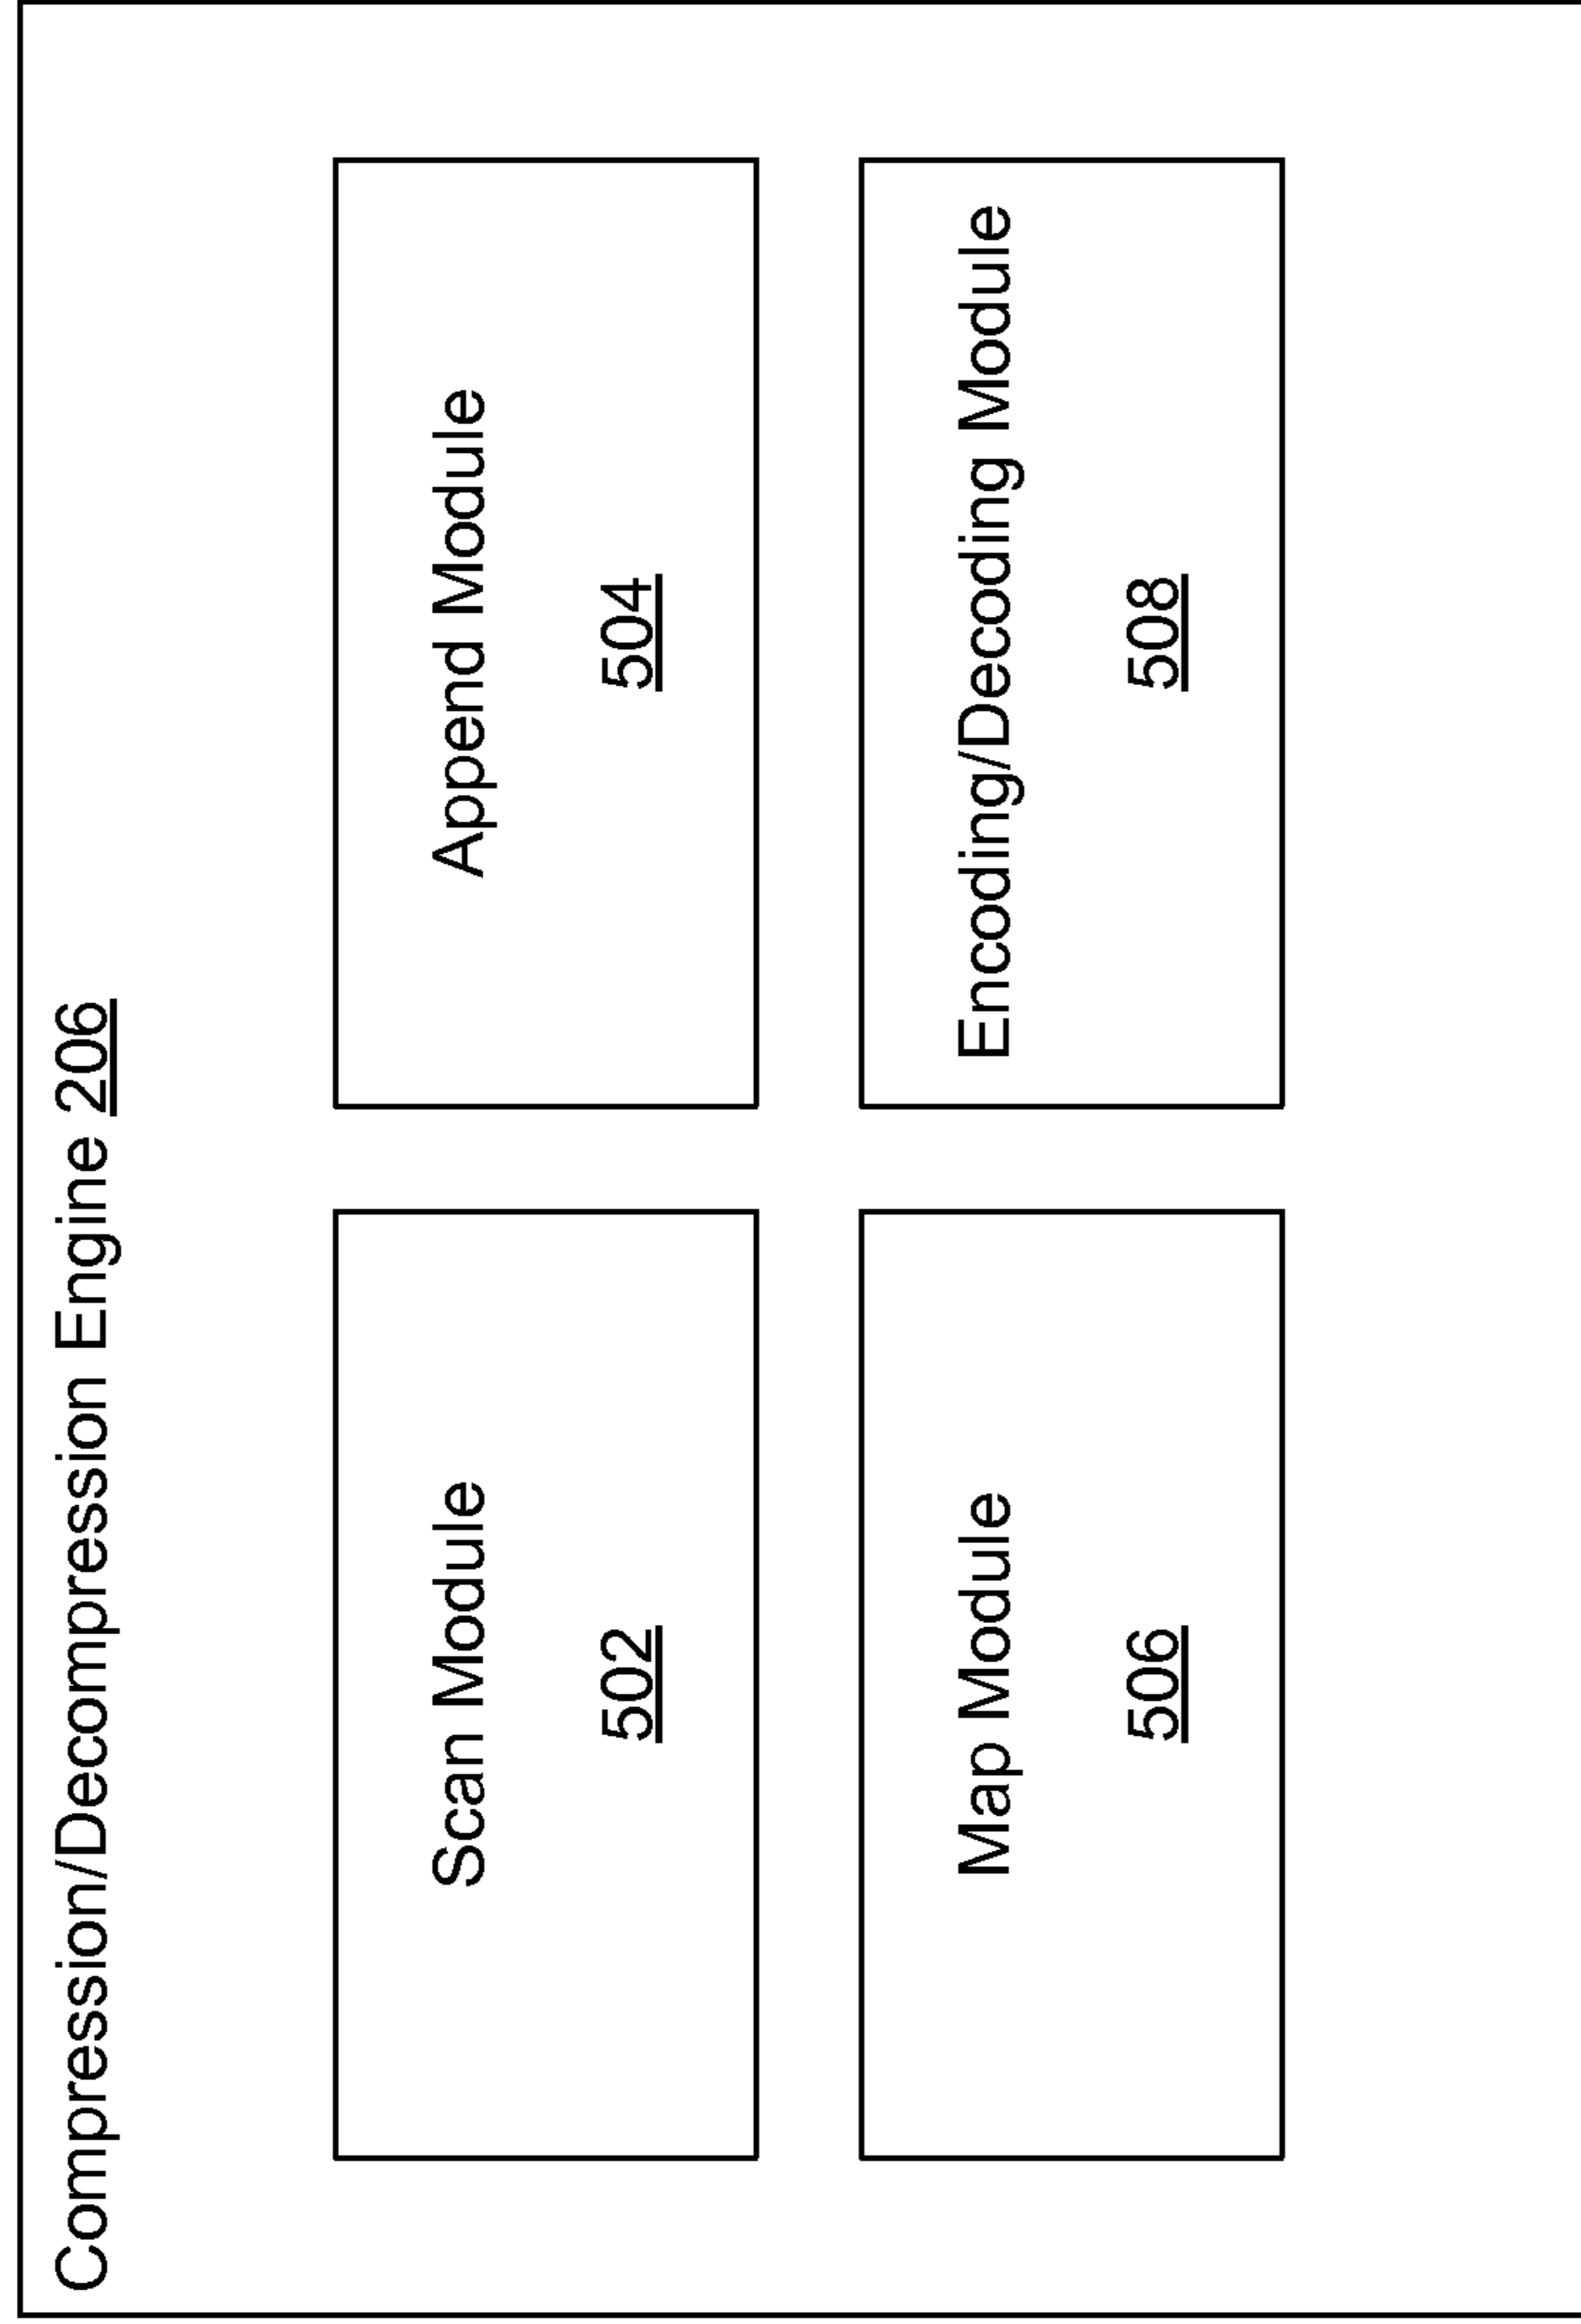 Compression/Decompression Engine 206
Scan Module
502
Append Module
504
Map Module
506
Encoding/Decoding Module
508